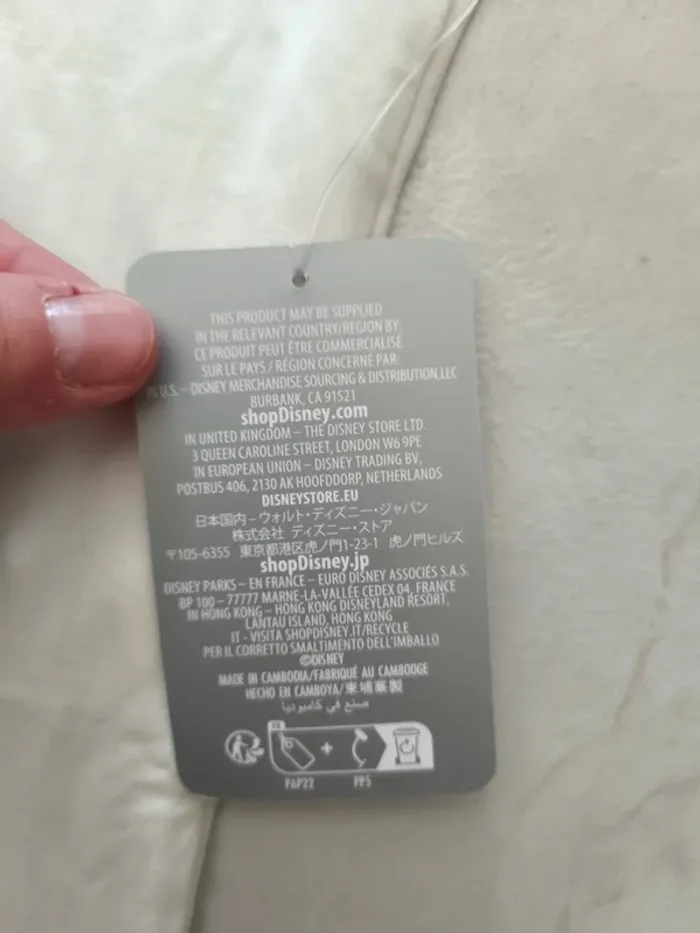 THIS PRODUCT MAY BE SUPPLIED
IN THE RELEVANT COUNTRY/REGION BY:
CE PRODUIT PEUT ÊTRE COMMERCIALISÉ
SUR LE PAYS / RÉGION CONCERNÉ PAR:
IN U.S. – DISNEY MERCHANDISE SOURCING & DISTRIBUTION,LLC
BURBANK, CA 91521
shopDisney.com
IN UNITED KINGDOM – THE DISNEY STORE LTD.
3 QUEEN CAROLINE STREET, LONDON W6 9PE
IN EUROPEAN UNION – DISNEY TRADING BV,
POSTBUS 406, 2130 AK HOOFDDORP, NETHERLANDS
DISNEYSTORE.EU
日本国内–ウォルト・ディズニー・ジャパン
株式会社 ディズニー・ストア
〒105-6355 東京都港区虎ノ門1-23-1 虎ノ門ヒルズ
shopDisney.jp
DISNEY PARKS – EN FRANCE – EURO DISNEY ASSOCIÉS S.A.S.
BP 100 – 77777 MARNE-LA-VALLÉE CEDEX 04, FRANCE
IN HONG KONG – HONG KONG DISNEYLAND RESORT,
LANTAU ISLAND, HONG KONG
IT - VISITA SHOPDISNEY.IT/RECYCLE
PER IL CORRETTO SMALTIMENTO DELL'IMBALLO
©DISNEY
MADE IN CAMBODIA/FABRIQUÉ AU CAMBODGE
HECHO EN CAMBOYA/柬埔寨製
صنع في كامبوديا
FR
PAP22 PP5